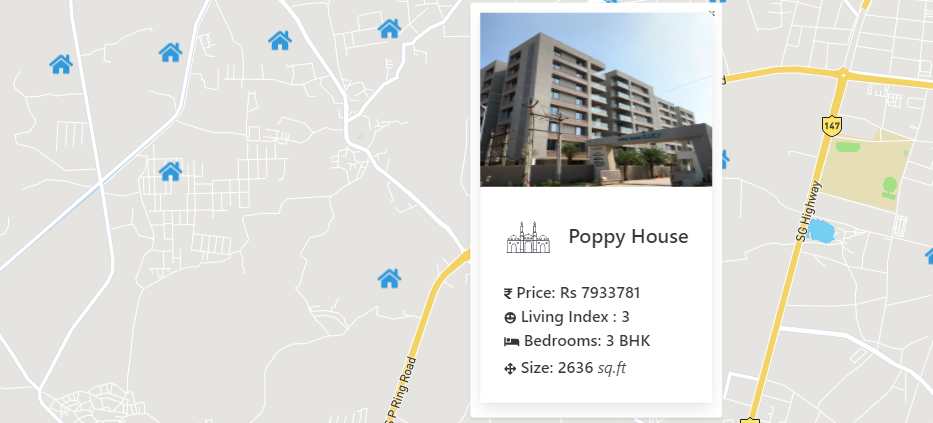 147
SG Highway
Poppy House
₹ Price: Rs 7933781
Living Index : 3
Bedrooms: 3 BHK
Size: 2636 sq.ft
S P Ring Road